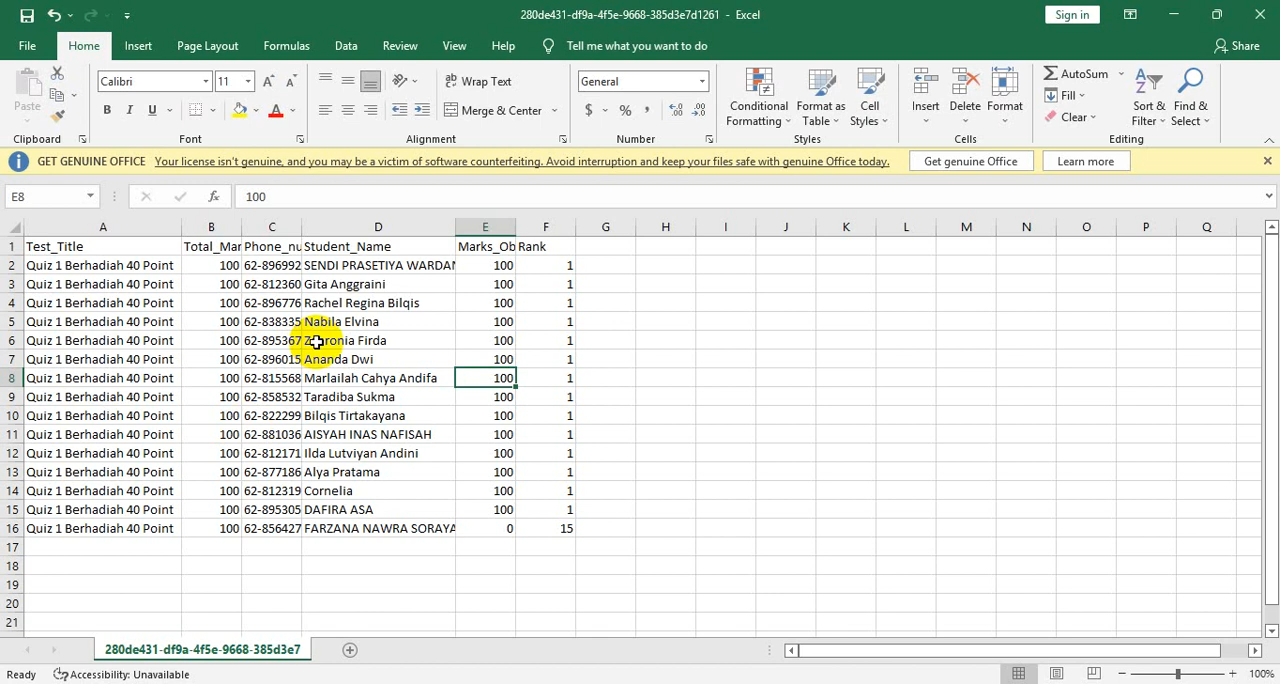 280de431-df9a-4f5e-9668-385d3e7d1261 - Excel Sign in
File Home Insert Page Layout Formulas Data Review View Help Tell me what you want to do Share
Paste Calibri 11 A A Wrap Text General Conditional Formatting Format as Table Cell Styles Insert Delete Format AutoSum Fill Clear Sort & Filter Find & Select
B I U A Merge & Center $ %
Clipboard Font Alignment Number Styles Cells Editing
GET GENUINE OFFICE Your license isn't genuine, and you may be a victim of software counterfeiting. Avoid interruption and keep your files safe with genuine Office today. Get genuine Office Learn more
E8 fx 100
A B C D E F G H I J K L M N O P Q
1 Test_Title Total_Mar Phone_nu Student_Name Marks_Ob Rank
2 Quiz 1 Berhadiah 40 Point 100 62-896992 SENDI PRASETIYA WARDAN 100 1
3 Quiz 1 Berhadiah 40 Point 100 62-812360 Gita Anggraini 100 1
4 Quiz 1 Berhadiah 40 Point 100 62-896776 Rachel Regina Bilqis 100 1
5 Quiz 1 Berhadiah 40 Point 100 62-838335 Nabila Elvina 100 1
6 Quiz 1 Berhadiah 40 Point 100 62-895367 Firda 100 1
7 Quiz 1 Berhadiah 40 Point 100 62-896015 Ananda Dwi 100 1
8 Quiz 1 Berhadiah 40 Point 100 62-815568 Marlailah Cahya Andifa 100 1
9 Quiz 1 Berhadiah 40 Point 100 62-858532 Taradiba Sukma 100 1
10 Quiz 1 Berhadiah 40 Point 100 62-822299 Bilqis Tirtakayana 100 1
11 Quiz 1 Berhadiah 40 Point 100 62-881036 AISYAH INAS NAFISAH 100 1
12 Quiz 1 Berhadiah 40 Point 100 62-812171 Ilda Lutviyan Andini 100 1
13 Quiz 1 Berhadiah 40 Point 100 62-877186 Alya Pratama 100 1
14 Quiz 1 Berhadiah 40 Point 100 62-812319 Cornelia 100 1
15 Quiz 1 Berhadiah 40 Point 100 62-895305 DAFIRA ASA 100 1
16 Quiz 1 Berhadiah 40 Point 100 62-856427 FARZANA NAWRA SORAYA 0 15
17
18
19
20
21
280de431-df9a-4f5e-9668-385d3e7
Ready Accessibility: Unavailable 100%